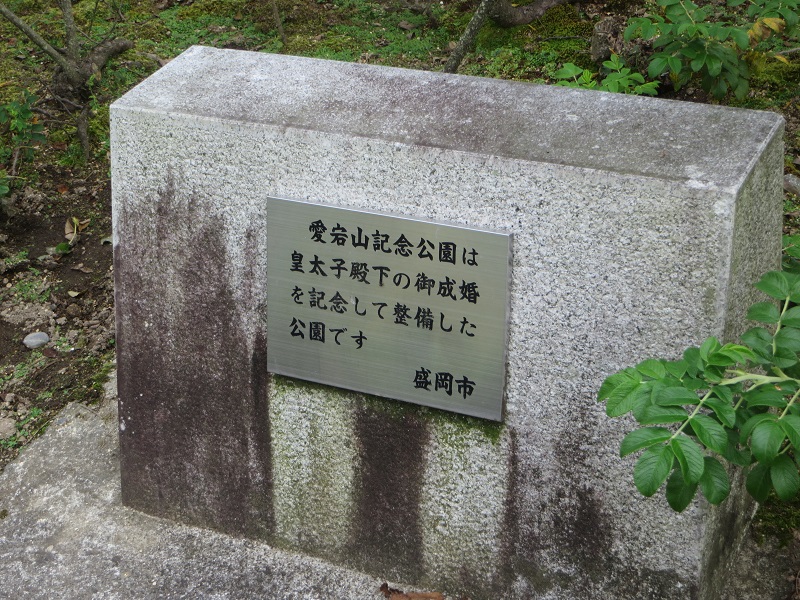 愛宕山記念公園は
皇太子殿下の御成婚
を記念して整備した
公園です
盛岡市